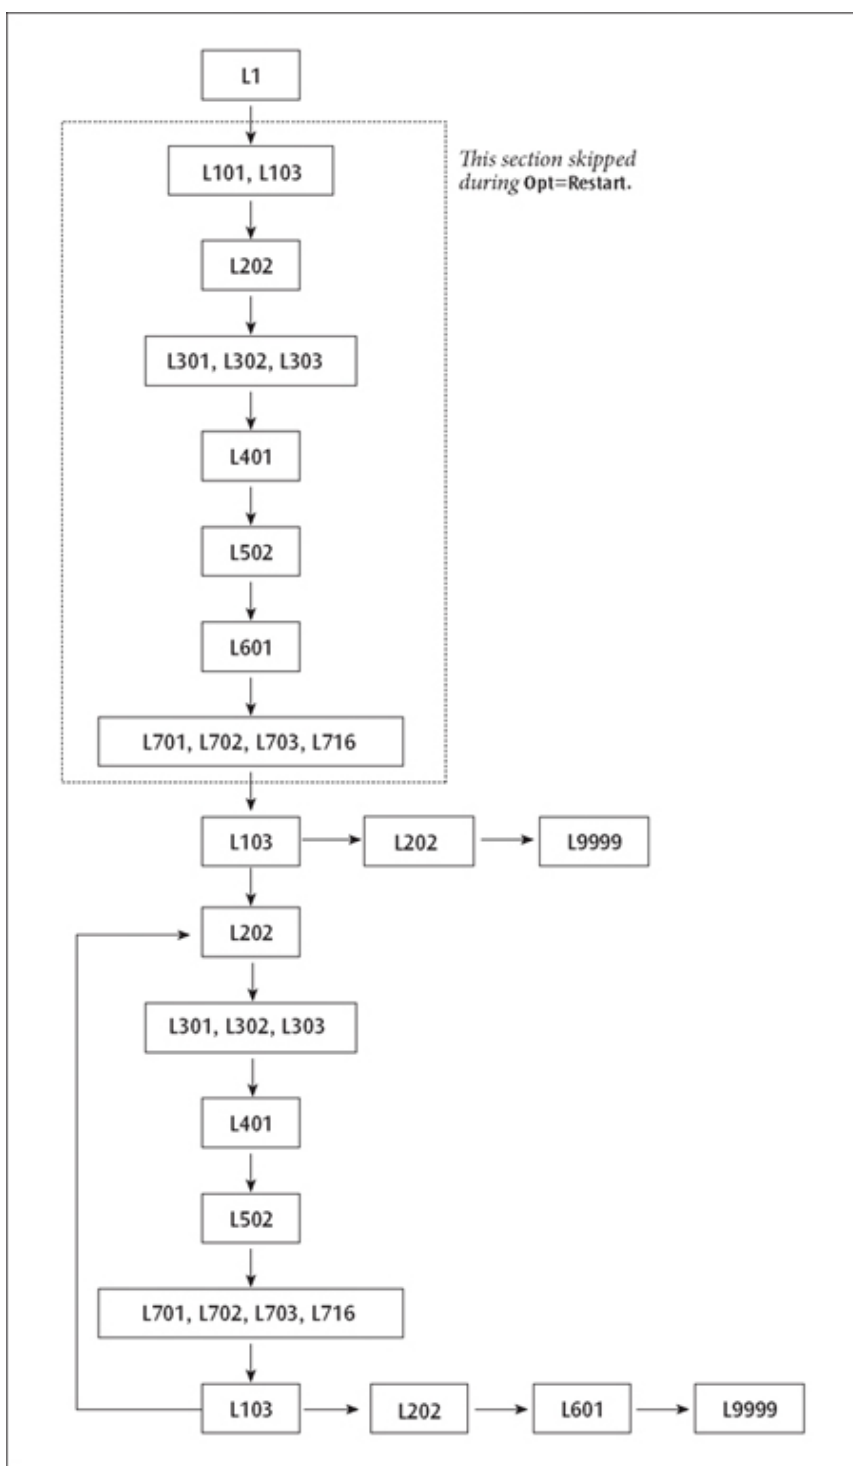 L1
This section skipped
during Opt=Restart.
L101, L103
L202
L301, L302, L303
L401
L502
L601
L701, L702, L703, L716
L103
L202
L9999
L202
L301, L302, L303
L401
L502
L701, L702, L703, L716
L103
L202
L601
L9999